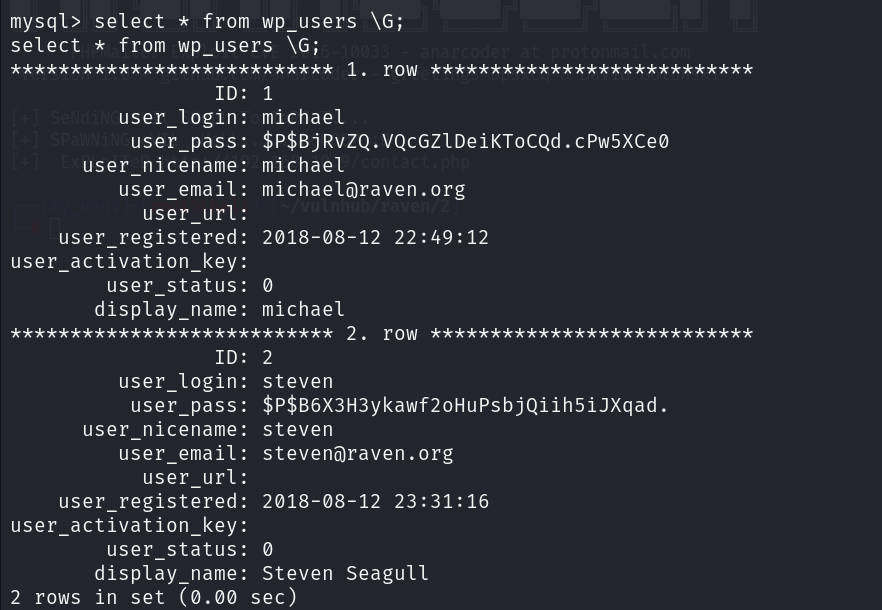 mysql> select * from wp_users \G;
select * from wp_users \G;
*************************** 1. row ***************************
ID: 1
user_login: michael
user_pass: $P$BjRvZQ.VQcGZlDeiKToCQd.cPw5XCe0
user_nicename: michael
user_email: michael@raven.org
user_url:
user_registered: 2018-08-12 22:49:12
user_activation_key:
user_status: 0
display_name: michael
*************************** 2. row ***************************
ID: 2
user_login: steven
user_pass: $P$B6X3H3ykawf2oHuPsbjQiih5iJXqad.
user_nicename: steven
user_email: steven@raven.org
user_url:
user_registered: 2018-08-12 23:31:16
user_activation_key:
user_status: 0
display_name: Steven Seagull
2 rows in set (0.00 sec)